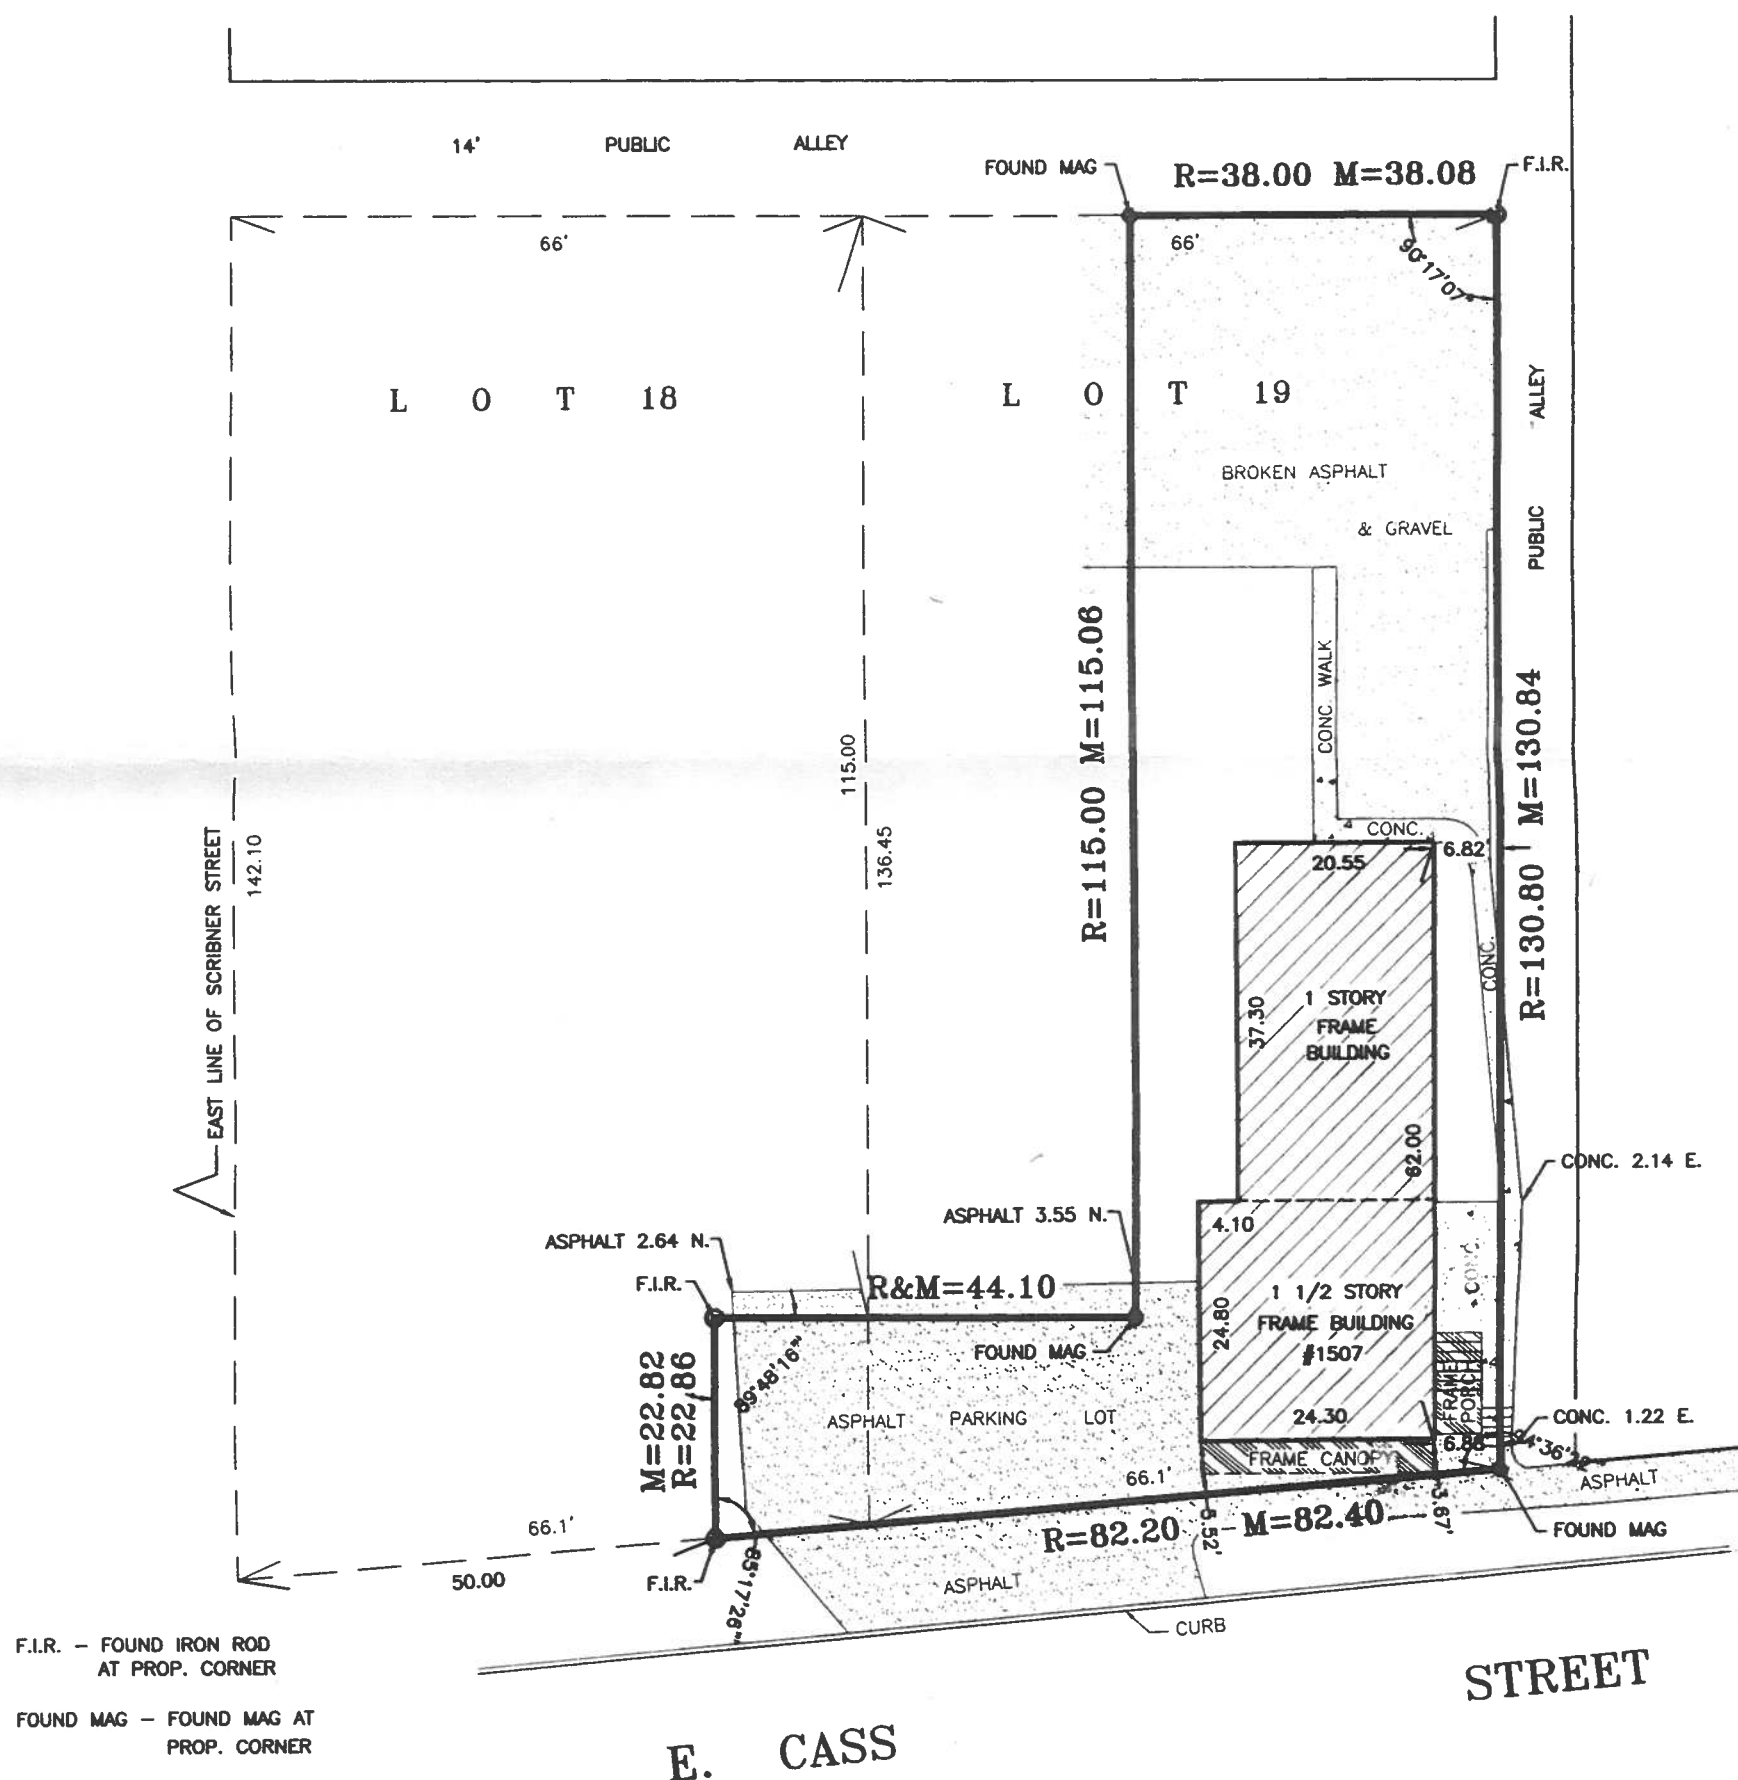 14' PUBLIC ALLEY
FOUND MAG
R=38.00 M=38.08
F.I.R.
66'
66'
90°17'07"
LOT 18
LOT 19
PUBLIC ALLEY
BROKEN ASPHALT
& GRAVEL
R=115.00 M=115.06
CONC. WALK
R=130.80 M=130.84
115.00
136.45
142.10
EAST LINE OF SCRIBNER STREET
CONC.
20.55
6.82'
CONC.
37.30
1 STORY
FRAME
BUILDING
62.00
CONC. 2.14 E.
ASPHALT 3.55 N.
4.10
ASPHALT 2.64 N.
F.I.R.
R&M=44.10
CONC.
24.80
1 1/2 STORY
FRAME BUILDING
#1507
FOUND MAG
M=22.82
R=22.86
89°48'16"
FRAME
PORCH
ASPHALT PARKING LOT
24.30
CONC. 1.22 E.
6.88'
FRAME CANOPY
66.1'
ASPHALT
66.1'
R=82.20 M=82.40
5.52'
3.67'
FOUND MAG
50.00
F.I.R.
85°17'26"
ASPHALT
CURB
F.I.R. - FOUND IRON ROD
AT PROP. CORNER
FOUND MAG - FOUND MAG AT
PROP. CORNER
E. CASS STREET